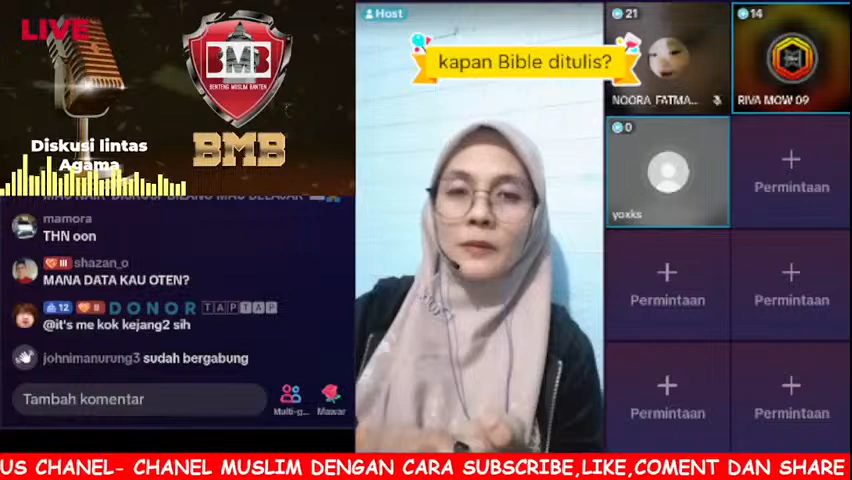 LIVE
BMB
BENTENG MUSLIM BANTEN
BMB
Diskusi lintas
Agama
mamora
THN oon
III shazan_o
MANA DATA KAU OTEN?
12 II DONOR TAPTAP
@it's me kok kejang2 sih
johnimanurung3 sudah bergabung
Tambah komentar
Multi-g...
Mawar
Host
kapan Bible ditulis?
21
NOORA FATMA...
14
RIVA MOW 09
0
yoxks
Permintaan
Permintaan
Permintaan
Permintaan
Permintaan
US CHANEL- CHANEL MUSLIM DENGAN CARA SUBSCRIBE,LIKE,COMENT DAN SHARE